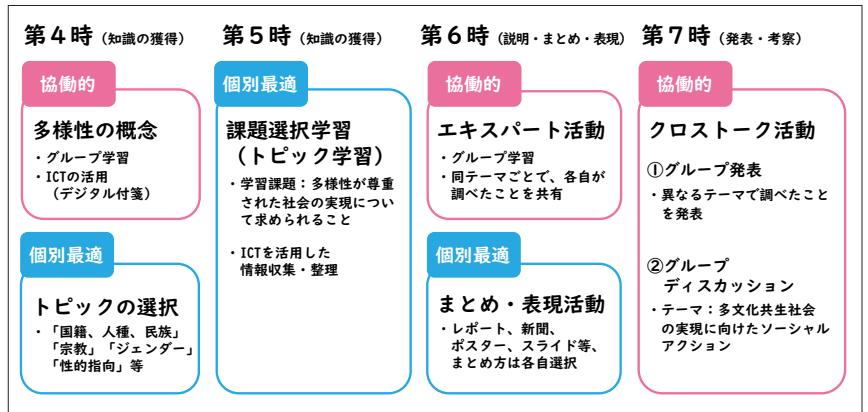 第4時(知識の獲得)
協働的
多様性の概念
・グループ学習
・ICTの活用
(デジタル付箋)
個別最適
トピックの選択
・「国籍、人種、民族」
「宗教」「ジェンダー」
「性的指向」等
第5時(知識の獲得)
個別最適
課題選択学習
(トピック学習)
・学習課題：多様性が尊重
された社会の実現につい
て求められること
・ICTを活用した
情報収集・整理
第6時(説明・まとめ・表現)
協働的
エキスパート活動
・グループ学習
・同テーマごとで、各自が
調べたことを共有
個別最適
まとめ・表現活動
・レポート、新聞、
ポスター、スライド等、
まとめ方は各自選択
第7時(発表・考察)
協働的
クロストーク活動
①グループ発表
・異なるテーマで調べたこと
を発表
②グループ
ディスカッション
・テーマ：多文化共生社会
の実現に向けたソーシャル
アクション